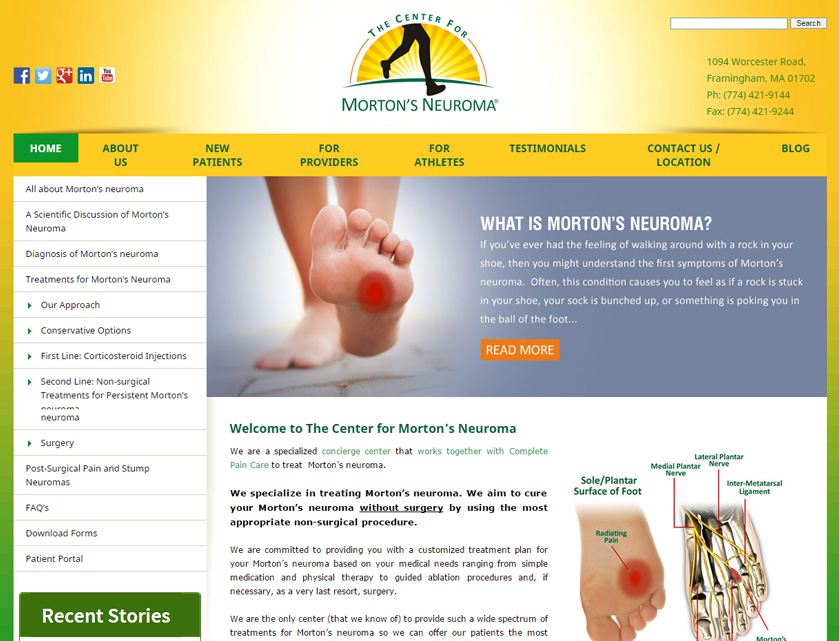 THE CENTER FOR
MORTON'S NEUROMA®
Search
1094 Worcester Road,
Framingham, MA 01702
Ph: (774) 421-9144
Fax: (774) 421-9244
f
g+
in
You
Tube
HOME
ABOUT
US
NEW
PATIENTS
FOR
PROVIDERS
FOR
ATHLETES
TESTIMONIALS
CONTACT US /
LOCATION
BLOG
All about Morton's neuroma
A Scientific Discussion of Morton's
Neuroma
Diagnosis of Morton's neuroma
Treatments for Morton's Neuroma
Our Approach
Conservative Options
First Line: Corticosteroid Injections
Second Line: Non-surgical
Treatments for Persistent Morton's
neuroma
neuroma
Surgery
Post-Surgical Pain and Stump
Neuromas
FAQ's
Download Forms
Patient Portal
Recent Stories
WHAT IS MORTON'S NEUROMA?
If you've ever had the feeling of walking around with a rock in your
shoe, then you might understand the first symptoms of Morton's
neuroma. Often, this condition causes you to feel as if a rock is stuck
in your shoe, your sock is bunched up, or something is poking you in
the ball of the foot...
READ MORE
Welcome to The Center for Morton's Neuroma
We are a specialized concierge center that works together with Complete
Pain Care to treat Morton's neuroma.
We specialize in treating Morton's neuroma. We aim to cure
your Morton's neuroma without surgery by using the most
appropriate non-surgical procedure.
We are committed to providing you with a customized treatment plan for
your Morton's neuroma based on your medical needs ranging from simple
medication and physical therapy to guided ablation procedures and, if
necessary, as a very last resort, surgery.
We are the only center (that we know of) to provide such a wide spectrum of
treatments for Morton's neuroma so we can offer our patients the most
Sole/Plantar
Surface of Foot
Radiating
Pain
Medial Plantar
Nerve
Lateral Plantar
Nerve
Inter-Metatarsal
Ligament
Morton's